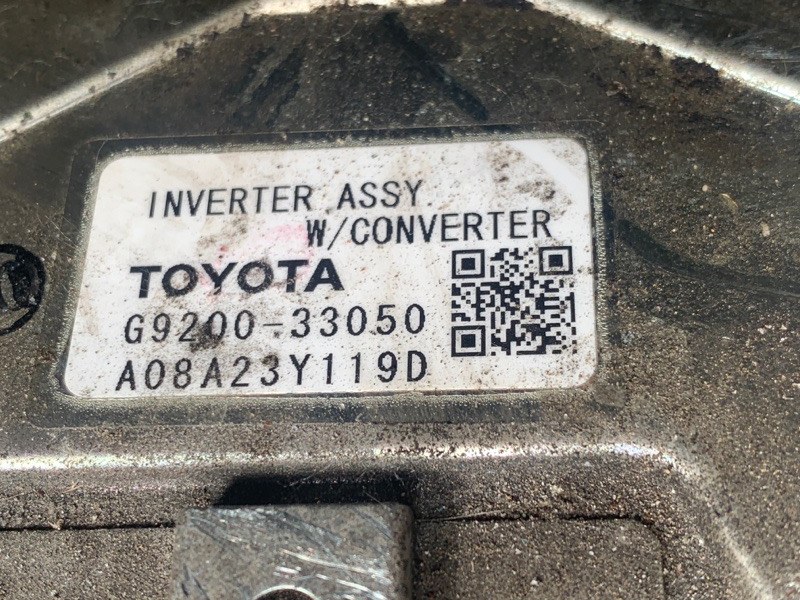 INVERTER ASSY.
W/CONVERTER
TOYOTA
G9200-33050
A08A23Y119D